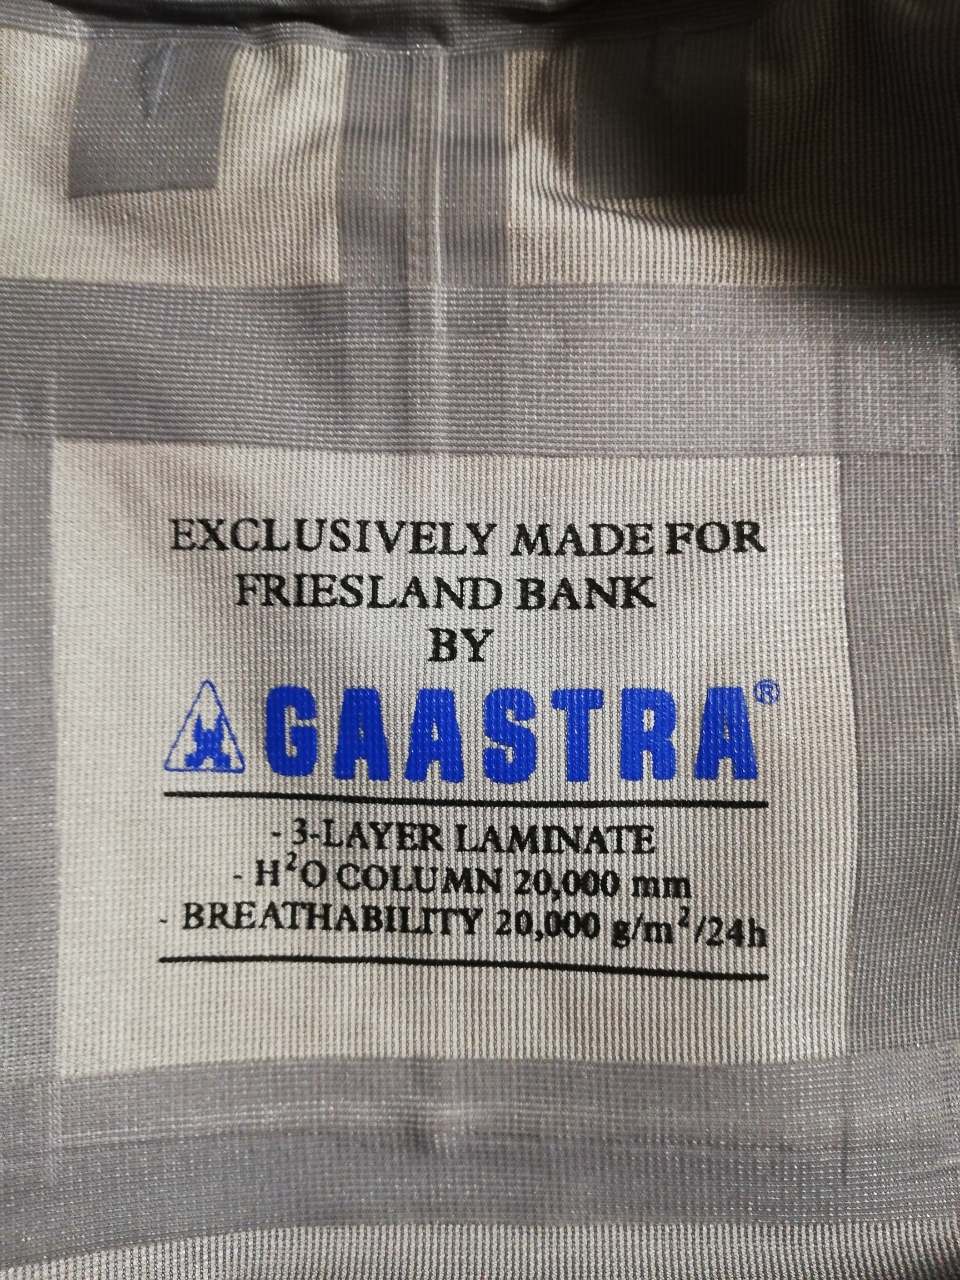 EXCLUSIVELY MADE FOR
FRIESLAND BANK
BY
GAASTRA®
- 3-LAYER LAMINATE
- H²O COLUMN 20,000 mm
- BREATHABILITY 20,000 g/m²/24h